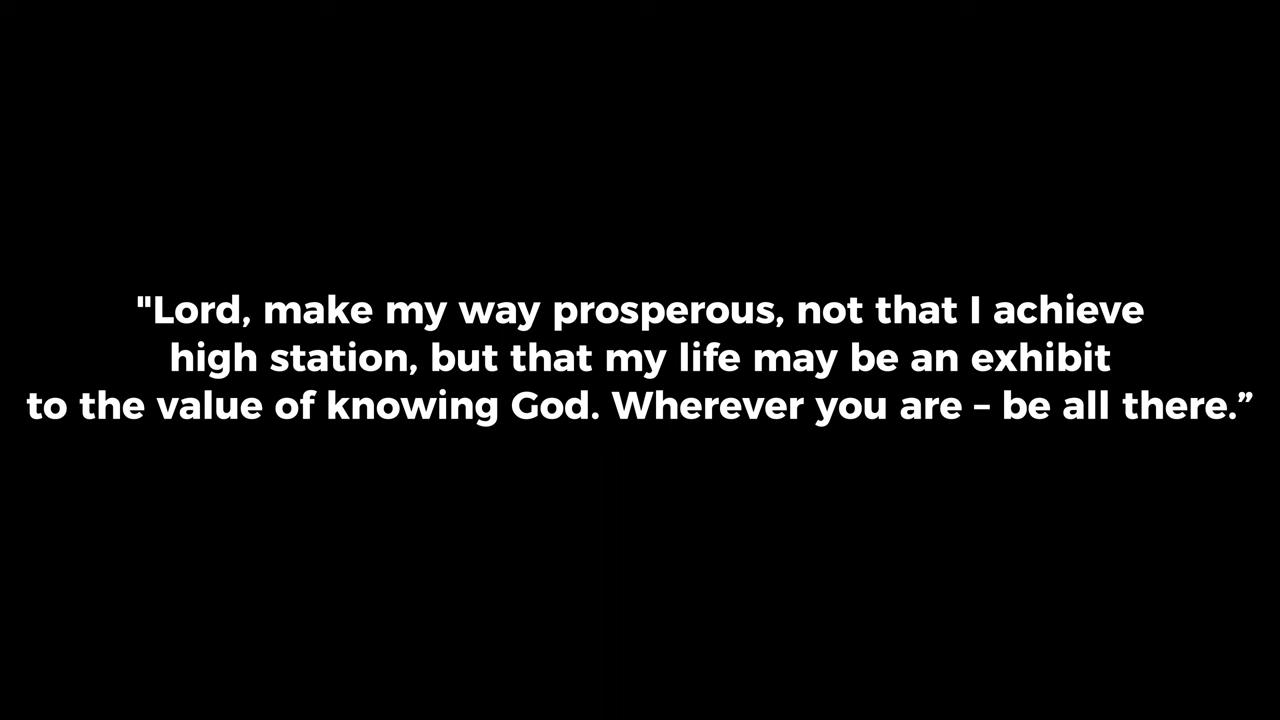 "Lord, make my way prosperous, not that I achieve
high station, but that my life may be an exhibit
to the value of knowing God. Wherever you are – be all there.”